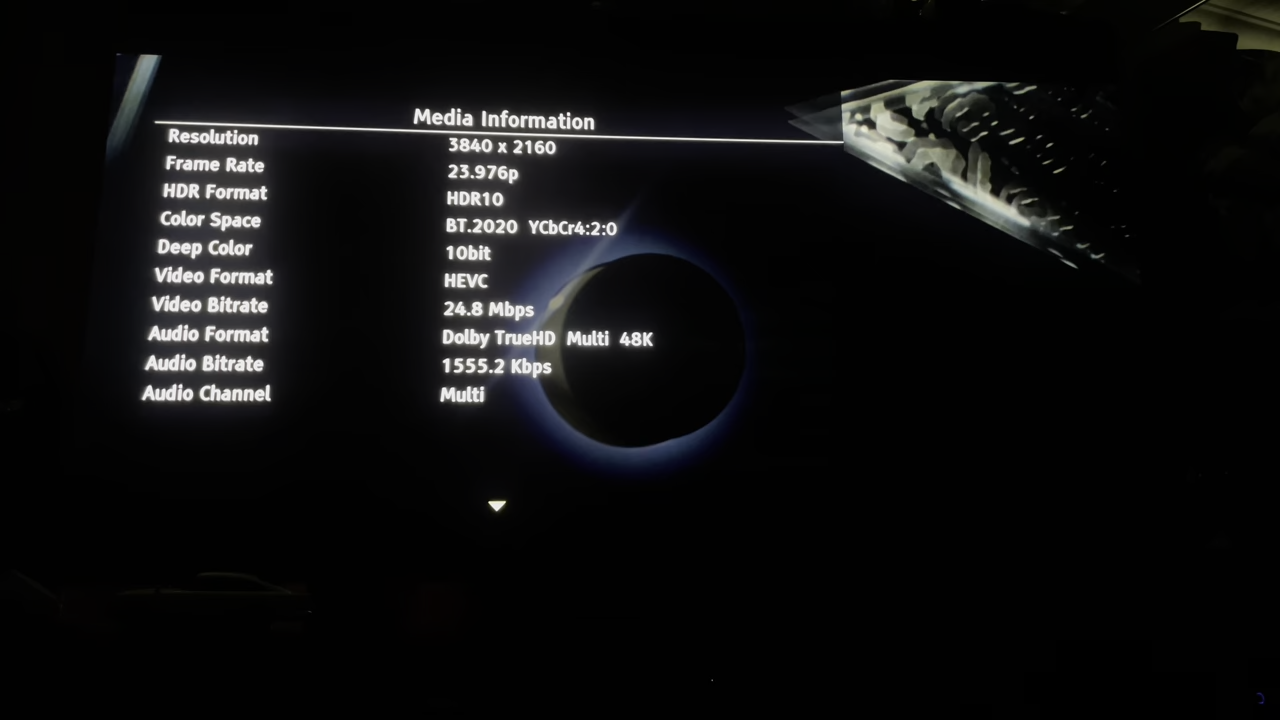 Media Information
Resolution 3840 x 2160
Frame Rate 23.976p
HDR Format HDR10
Color Space BT.2020 YCbCr4:2:0
Deep Color 10bit
Video Format HEVC
Video Bitrate 24.8 Mbps
Audio Format Dolby TrueHD Multi 48K
Audio Bitrate 1555.2 Kbps
Audio Channel Multi